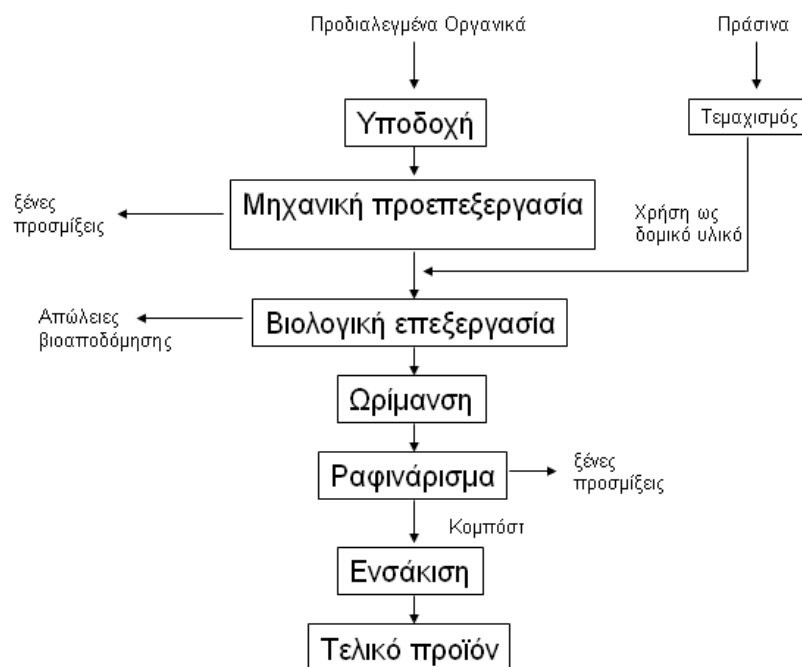 Προδιαλεγμένα Οργανικά
Πράσινα
Υποδοχή
Τεμαχισμός
Μηχανική προεπεξεργασία
ξένες
προσμίξεις
Χρήση ως
δομικό υλικό
Βιολογική επεξεργασία
Απώλειες
βιοαποδόμησης
Ωρίμανση
Ραφινάρισμα
ξένες
προσμίξεις
Κομπόστ
Ενσάκιση
Τελικό προϊόν